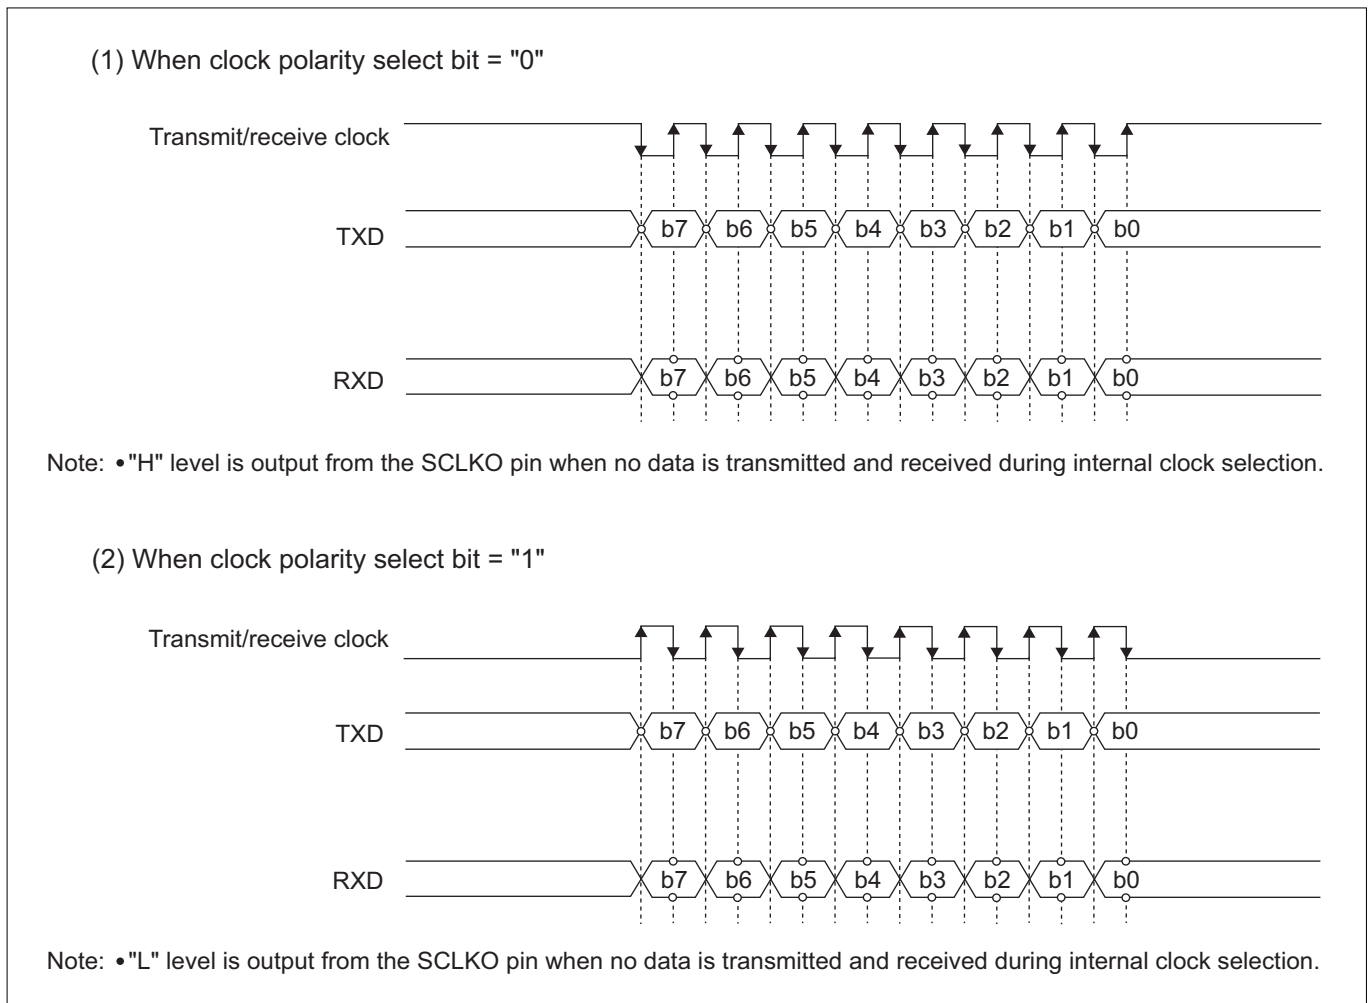 (1) When clock polarity select bit = "0"
Transmit/receive clock
TXD
b7 b6 b5 b4 b3 b2 b1 b0
RXD
b7 b6 b5 b4 b3 b2 b1 b0
Note: •"H" level is output from the SCLKO pin when no data is transmitted and received during internal clock selection.
(2) When clock polarity select bit = "1"
Transmit/receive clock
TXD
b7 b6 b5 b4 b3 b2 b1 b0
RXD
b7 b6 b5 b4 b3 b2 b1 b0
Note: •"L" level is output from the SCLKO pin when no data is transmitted and received during internal clock selection.